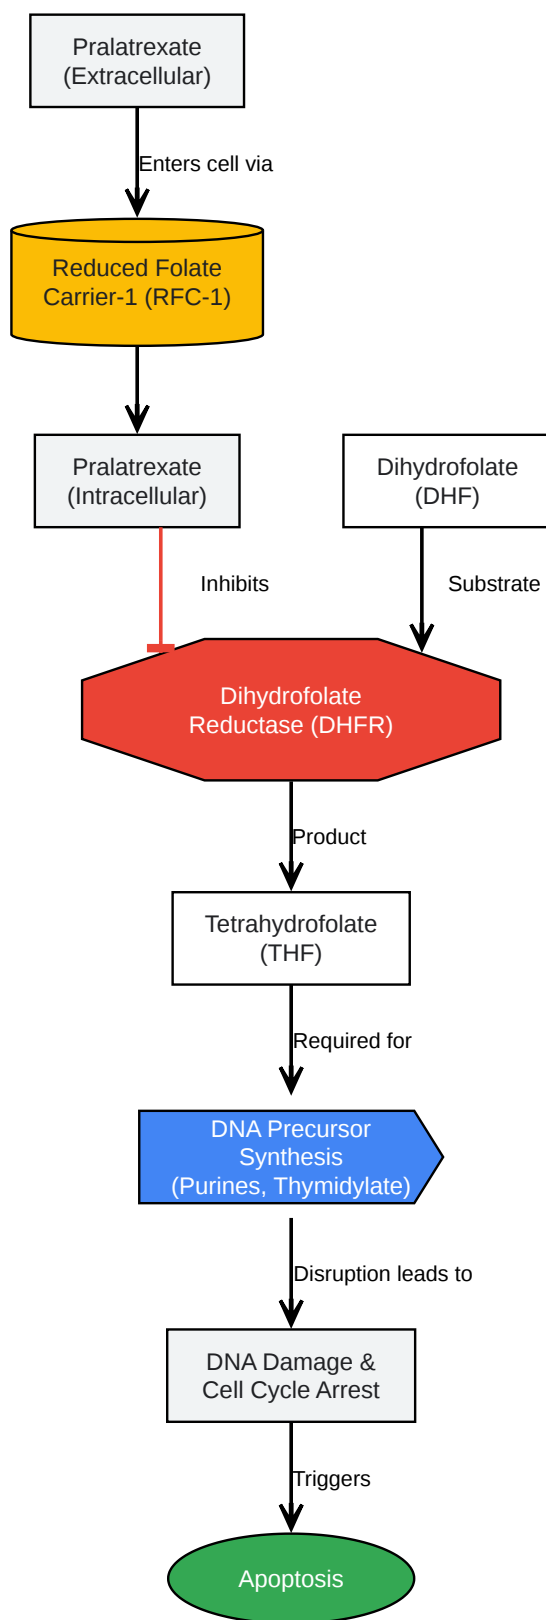 Pralatrexate
(Extracellular)
Enters cell via
Reduced Folate
Carrier-1 (RFC-1)
Pralatrexate
(Intracellular)
Dihydrofolate
(DHF)
Inhibits
Substrate
Dihydrofolate
Reductase (DHFR)
Product
Tetrahydrofolate
(THF)
Required for
DNA Precursor
Synthesis
(Purines, Thymidylate)
Disruption leads to
DNA Damage &
Cell Cycle Arrest
Triggers
Apoptosis